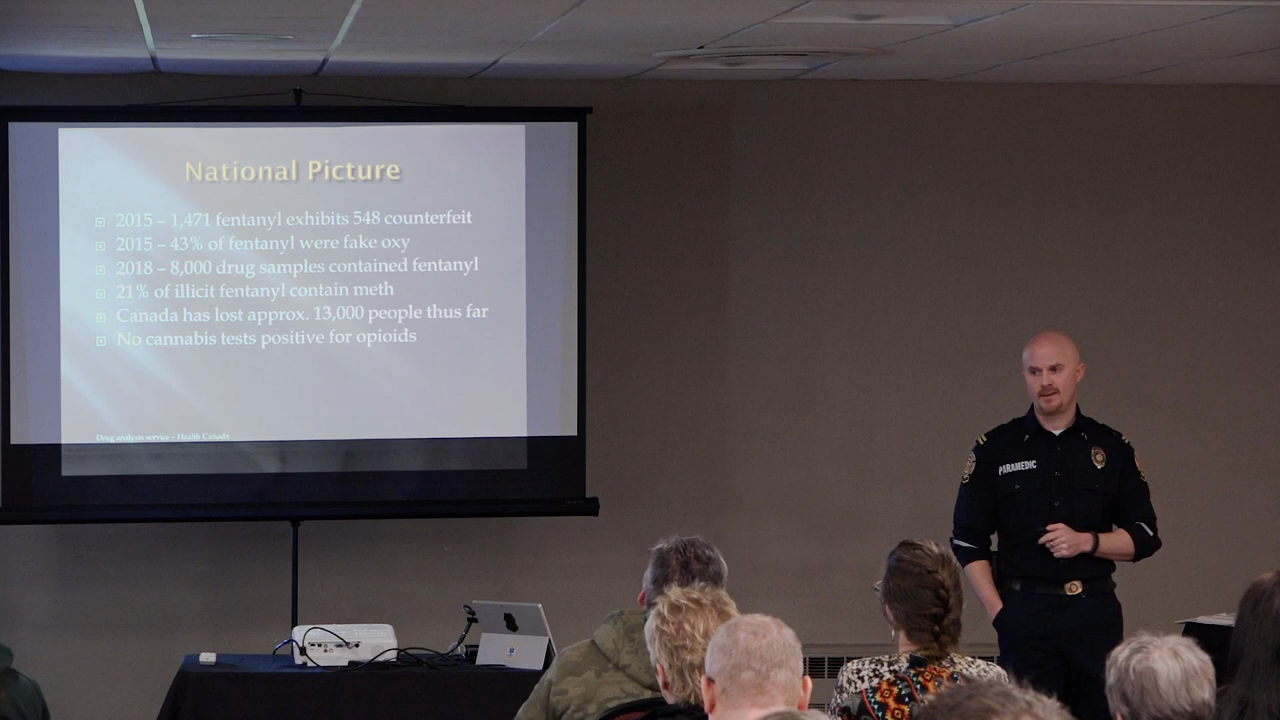 National Picture
2015 – 1,471 fentanyl exhibits 548 counterfeit
2015 – 43% of fentanyl were fake oxy
2018 – 8,000 drug samples contained fentanyl
21% of illicit fentanyl contain meth
Canada has lost approx. 13,000 people thus far
No cannabis tests positive for opioids
Drug analysis service – Health Canada
PARAMEDIC